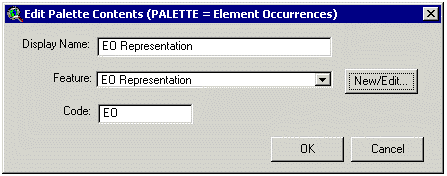 Edit Palette Contents (PALETTE = Element Occurrences)
Display Name: EO Representation
Feature: EO Representation New/Edit...
Code: EO
OK Cancel